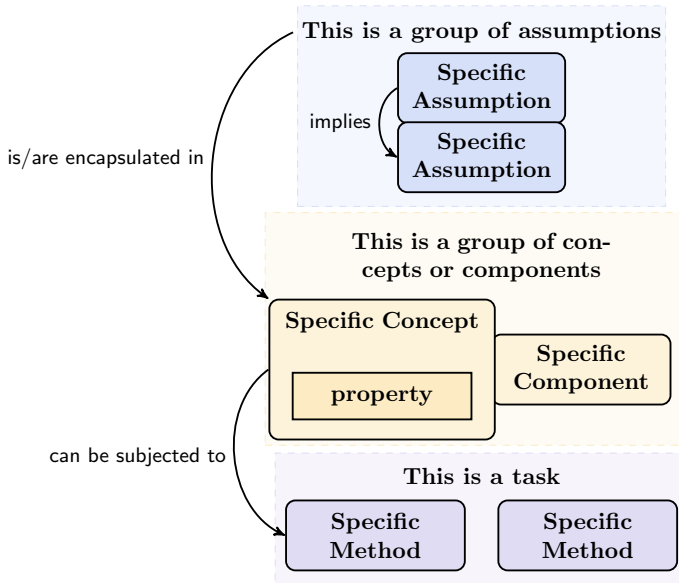 This is a group of assumptions
Specific
Assumption
implies
Specific
Assumption
is/are encapsulated in
This is a group of con-
cepts or components
Specific Concept
property
Specific
Component
can be subjected to
This is a task
Specific
Method
Specific
Method